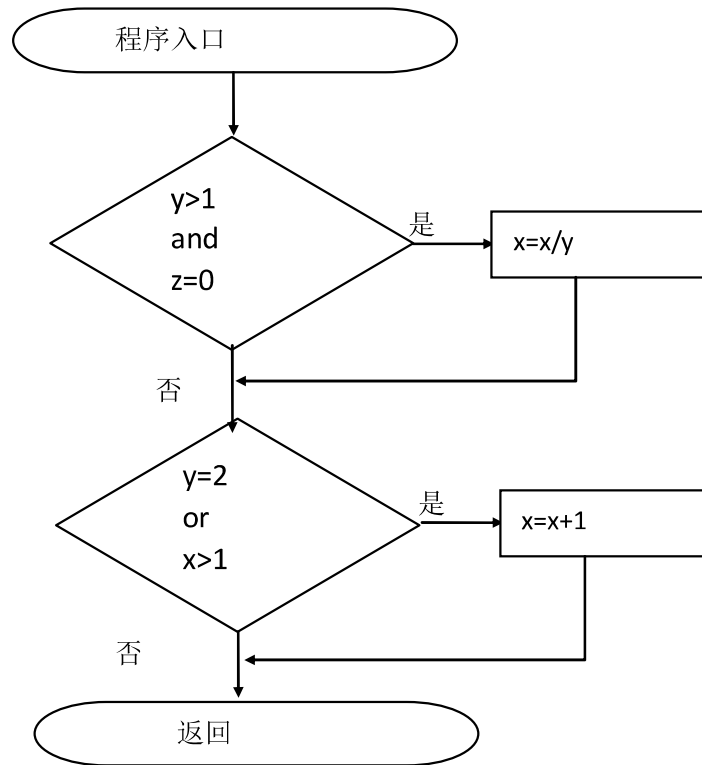 程序入口
y>1
and
z=0
是
x=x/y
否
y=2
or
x>1
是
x=x+1
否
返回